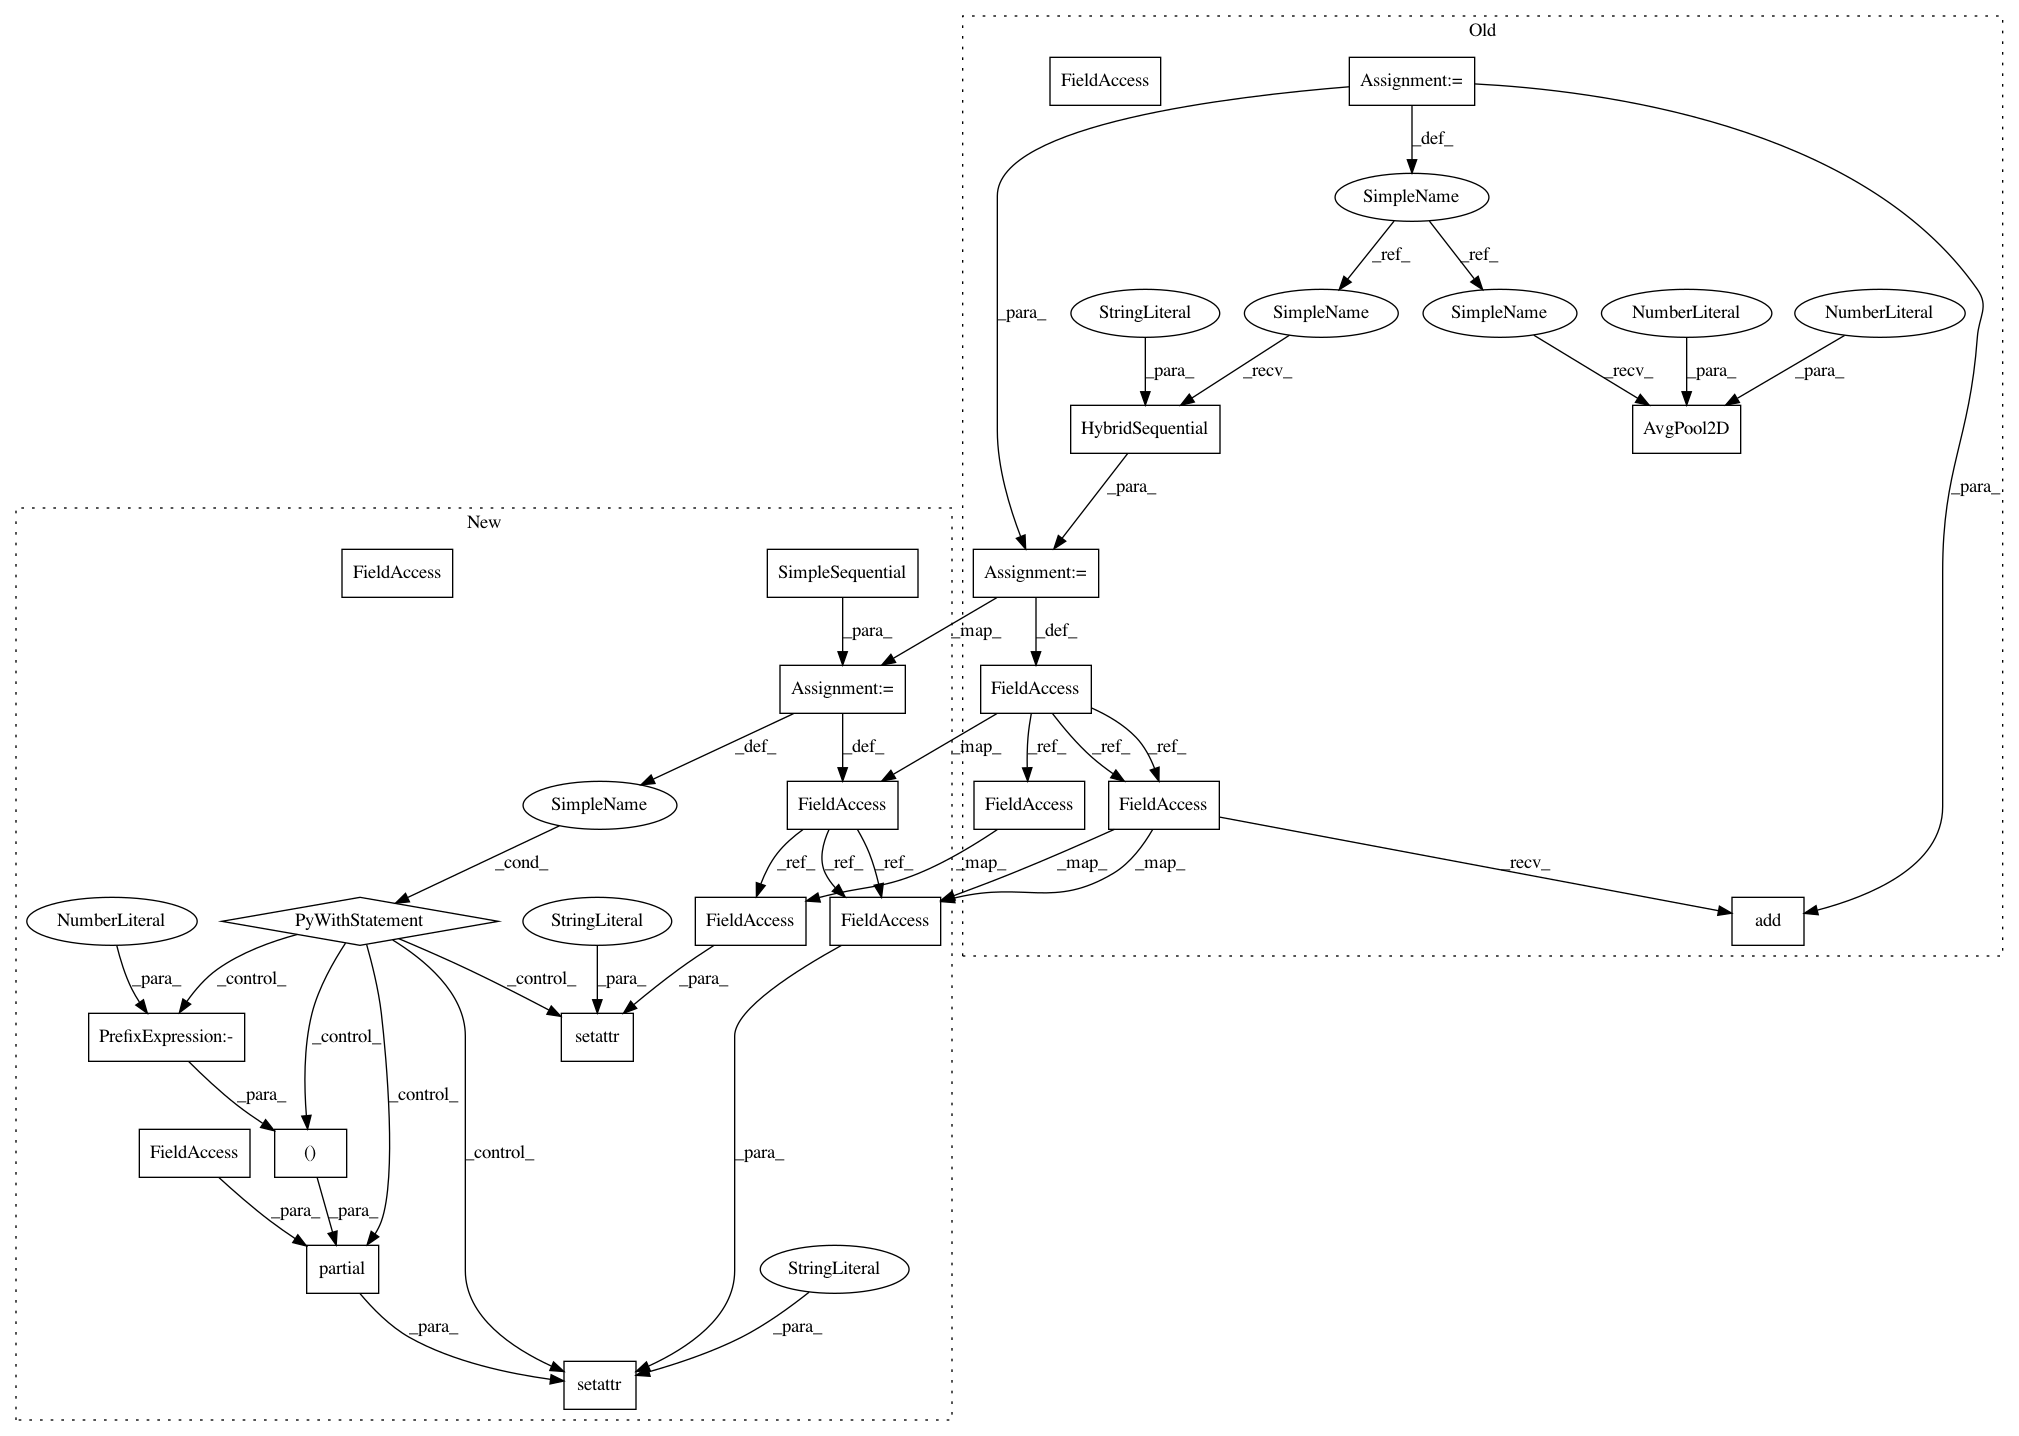 Old
FieldAccess
Assignment:=
_def_
SimpleName
_ref_
_ref_
_para_
StringLiteral
SimpleName
SimpleName
NumberLiteral
NumberLiteral
_para_
_recv_
_recv_
_para_
_para_
HybridSequential
AvgPool2D
_para_
_para_
New
FieldAccess
SimpleSequential
Assignment:=
_para_
_map_
_def_
Assignment:=
FieldAccess
_def_
_def_
_map_
_ref_
_ref_
_ref_
SimpleName
FieldAccess
FieldAccess
FieldAccess
_cond_
_ref_
_ref_
_ref_
_map_
_map_
_map_
_recv_
NumberLiteral
PyWithStatement
StringLiteral
FieldAccess
FieldAccess
add
_para_
_control_
_control_
_para_
_para_
PrefixExpression:-
_control_
setattr
_para_
_control_
FieldAccess
()
_control_
_para_
_para_
_para_
partial
StringLiteral
_para_
_para_
setattr